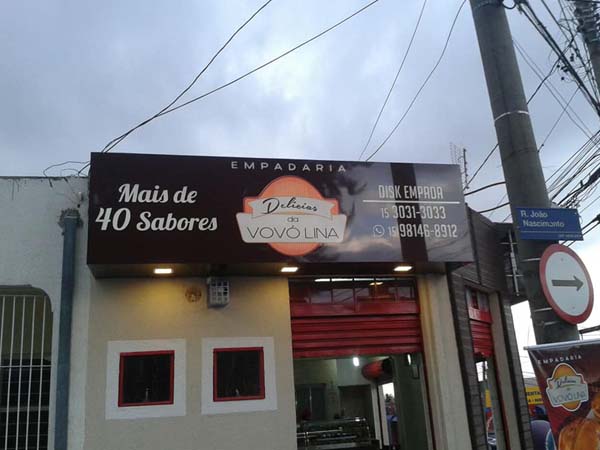 EMPADARIA
Mais de
40 Sabores
Delícias
da
VOVÓ LINA
DISK EMPADA
15 3031-3033
15 98146-8912
R. João
Nascimento
EMPADARIA
Delícias
VOVÓ LINA